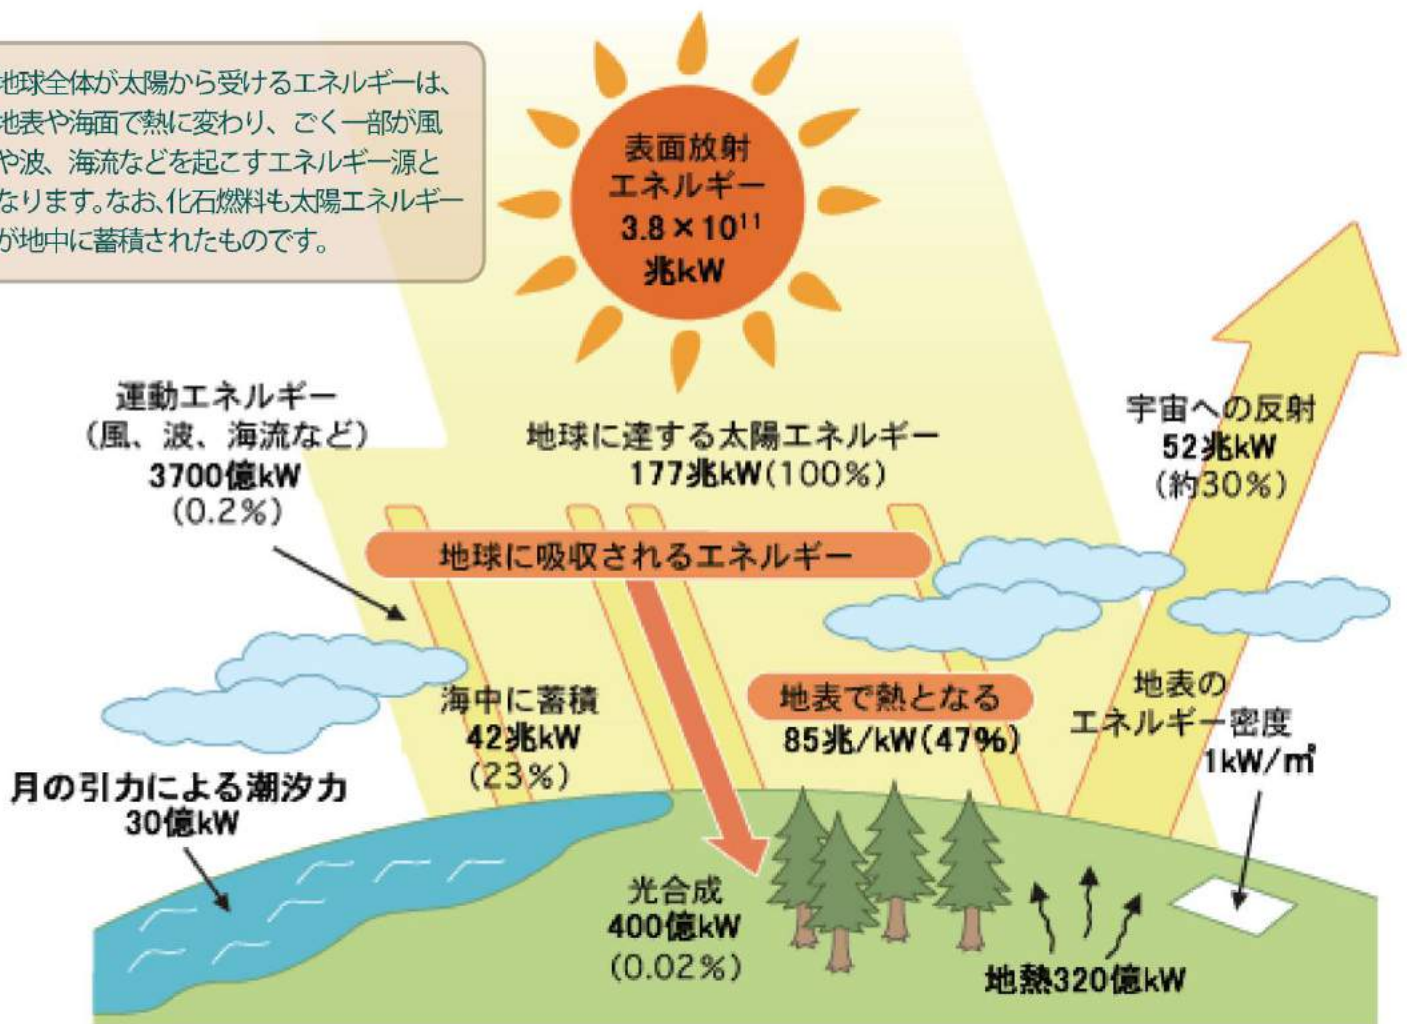 地球全体が太陽から受けるエネルギーは、
地表や海面で熱に変わり、ごく一部が風
や波、海流などを起こすエネルギー源と
なります。なお、化石燃料も太陽エネルギー
が地中に蓄積されたものです。
表面放射
エネルギー
3.8×10¹¹
兆kW
運動エネルギー
(風、波、海流など)
3700億kW
(0.2%)
地球に達する太陽エネルギー
177兆kW(100%)
宇宙への反射
52兆kW
(約30%)
地球に吸収されるエネルギー
海中に蓄積
42兆kW
(23%)
地表で熱となる
85兆/kW(47%)
地表の
エネルギー密度
1kW/㎡
月の引力による潮汐力
30億kW
光合成
400億kW
(0.02%)
地熱320億kW